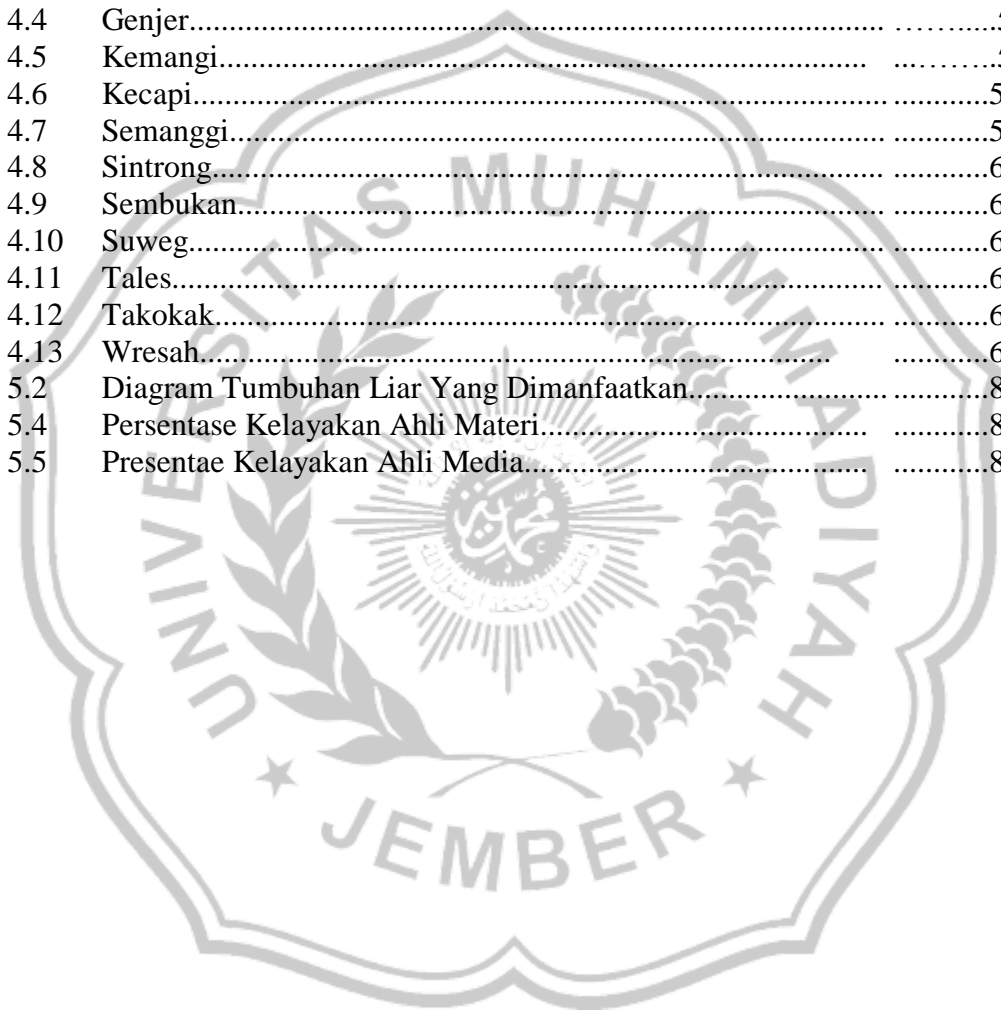 4.4 Genjer................................................................................ ............
4.5 Kemangi............................................................................. ............
4.6 Kecapi................................................................................ ............5
4.7 Semanggi............................................................................ ............5
4.8 Sintrong.............................................................................. ............6
4.9 Sembukan........................................................................... ............6
4.10 Suweg................................................................................. ............6
4.11 Tales................................................................................... ............6
4.12 Takokak.............................................................................. ............6
4.13 Wresah....................................................................... ............6
5.2 Diagram Tumbuhan Liar Yang Dimanfaatkan...................... ............8
5.4 Persentase Kelayakan Ahli Materi..................................... ............8
5.5 Presentae Kelayakan Ahli Media....................................... ............8
UNIVERSITAS MUHAMMADIYAH
JEMBER